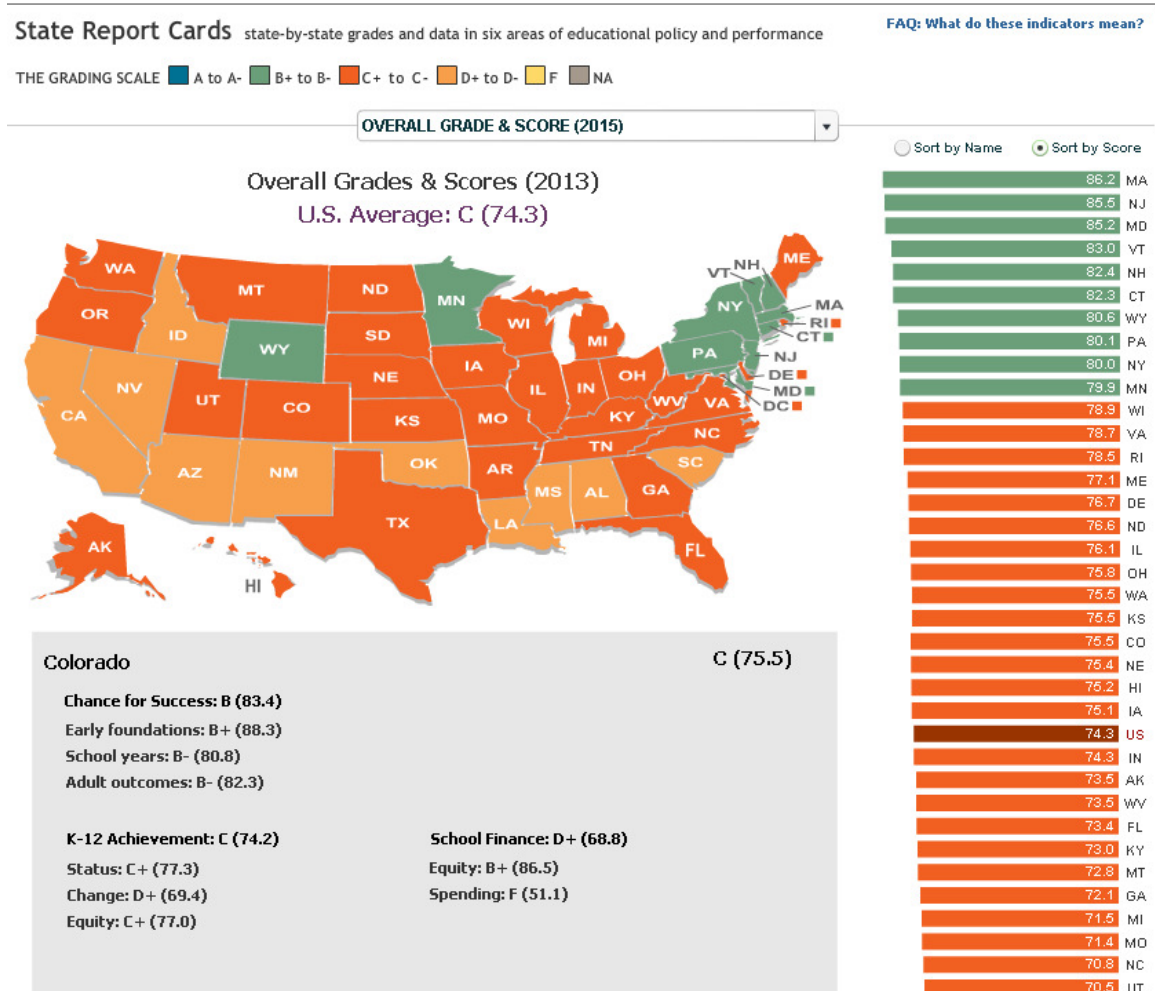 State Report Cards state-by-state grades and data in six areas of educational policy and performance
FAQ: What do these indicators mean?
THE GRADING SCALE A to A- B+ to B- C+ to C- D+ to D- F NA
OVERALL GRADE & SCORE (2015)
Sort by Name Sort by Score
Overall Grades & Scores (2013)
U.S. Average: C (74.3)
WA
OR
ID
MT
ND
MN
WY
SD
WI
MI
NY
VT
NH
ME
MA
RI
CT
PA
NJ
DE
MD
DC
NV
CA
UT
CO
NE
IA
IL
IN
OH
WV
VA
KS
MO
KY
NC
TN
AZ
NM
OK
AR
SC
MS
AL
GA
LA
TX
FL
AK
HI
86.2 MA
85.5 NJ
85.2 MD
83.0 VT
82.4 NH
82.3 CT
80.6 WY
80.1 PA
80.0 NY
79.9 MN
78.9 WI
78.7 VA
78.5 RI
77.1 ME
76.7 DE
76.6 ND
76.1 IL
75.8 OH
75.5 WA
75.5 KS
75.5 CO
75.4 NE
75.2 HI
75.1 IA
74.3 US
74.3 IN
73.5 AK
73.5 WV
73.4 FL
73.0 KY
72.8 MT
72.1 GA
71.5 MI
71.4 MO
70.8 NC
70.5 UT
Colorado C (75.5)
Chance for Success: B (83.4)
Early foundations: B+ (88.3)
School years: B- (80.8)
Adult outcomes: B- (82.3)
K-12 Achievement: C (74.2)
Status: C+ (77.3)
Change: D+ (69.4)
Equity: C+ (77.0)
School Finance: D+ (68.8)
Equity: B+ (86.5)
Spending: F (51.1)